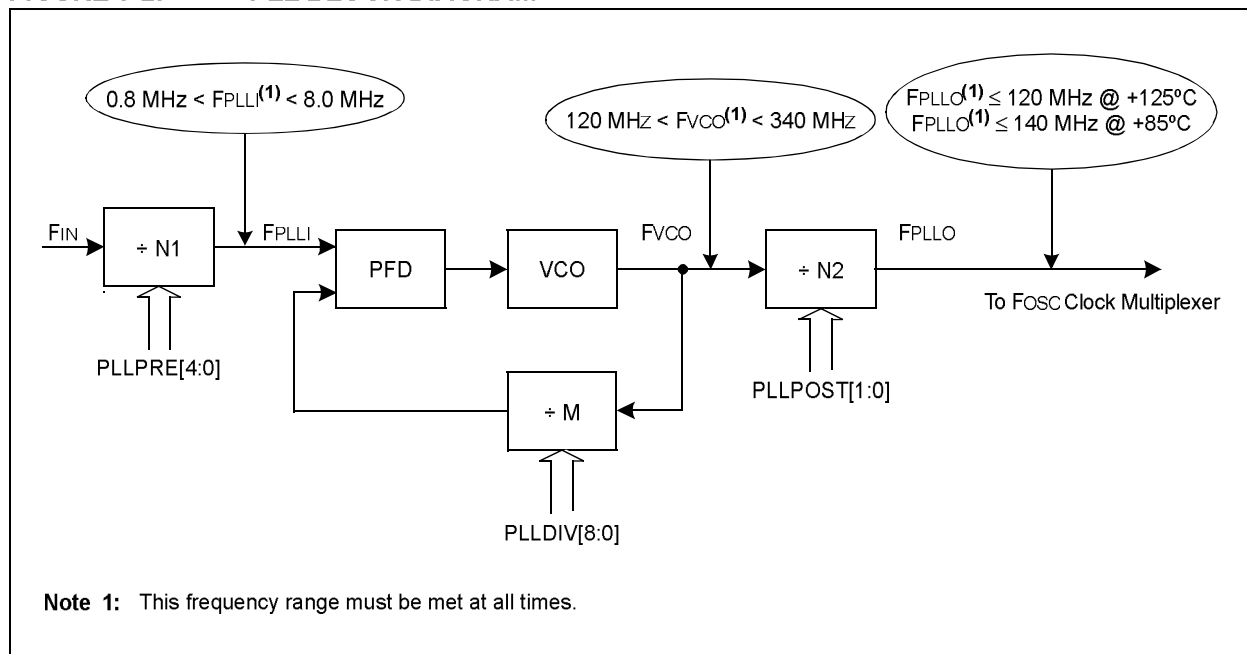 0.8 MHz < FPLLI(1) < 8.0 MHz
120 MHZ < FVCO(1) < 340 MHZ
FPLLO(1) ≤ 120 MHz @ +125ºC
FPLLO(1) ≤ 140 MHz @ +85ºC
FIN
÷ N1
FPLLI
PFD
VCO
FVCO
÷ N2
FPLLO
To FOSC Clock Multiplexer
PLLPRE[4:0]
÷ M
PLLPOST[1:0]
PLLDIV[8:0]
Note 1: This frequency range must be met at all times.